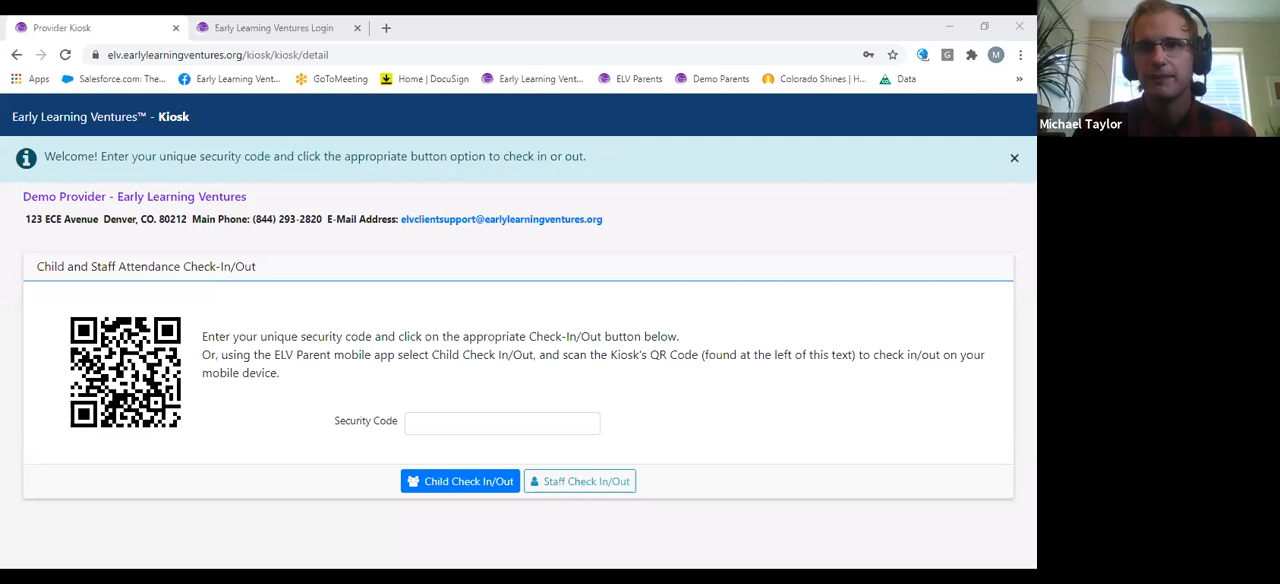 Provider Kiosk
Early Learning Ventures Login
elv.earlylearningventures.org/kiosk/kiosk/detail
M
Apps
Salesforce.com: The...
Early Learning Vent...
GoToMeeting
Home | DocuSign
Early Learning Vent...
ELV Parents
Demo Parents
Colorado Shines | H...
Data
»
Early Learning Ventures™ - Kiosk
Welcome! Enter your unique security code and click the appropriate button option to check in or out.
Demo Provider - Early Learning Ventures
123 ECE Avenue Denver, CO. 80212 Main Phone: (844) 293-2820 E-Mail Address: elvclientsupport@earlylearningventures.org
Child and Staff Attendance Check-In/Out
Enter your unique security code and click on the appropriate Check-In/Out button below.
Or, using the ELV Parent mobile app select Child Check In/Out, and scan the Kiosk's QR Code (found at the left of this text) to check in/out on your
mobile device.
Security Code
Child Check In/Out
Staff Check In/Out
Michael Taylor